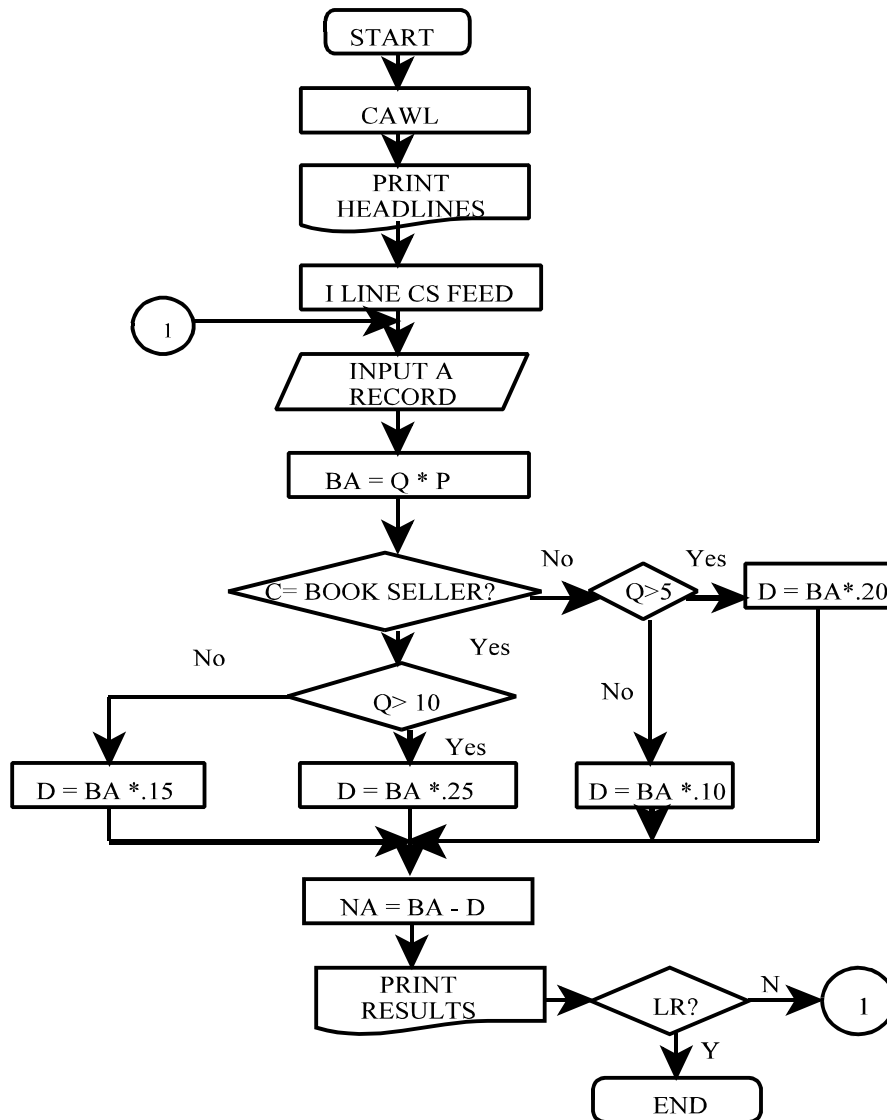 START
CAWL
PRINT
HEADLINES
I LINE CS FEED
1
INPUT A
RECORD
BA = Q * P
C= BOOK SELLER?
No
Q>5
Yes
D = BA*.20
Yes
No
No
Q> 10
Yes
D = BA *.15
D = BA *.25
D = BA *.10
NA = BA - D
PRINT
RESULTS
LR?
N
1
Y
END